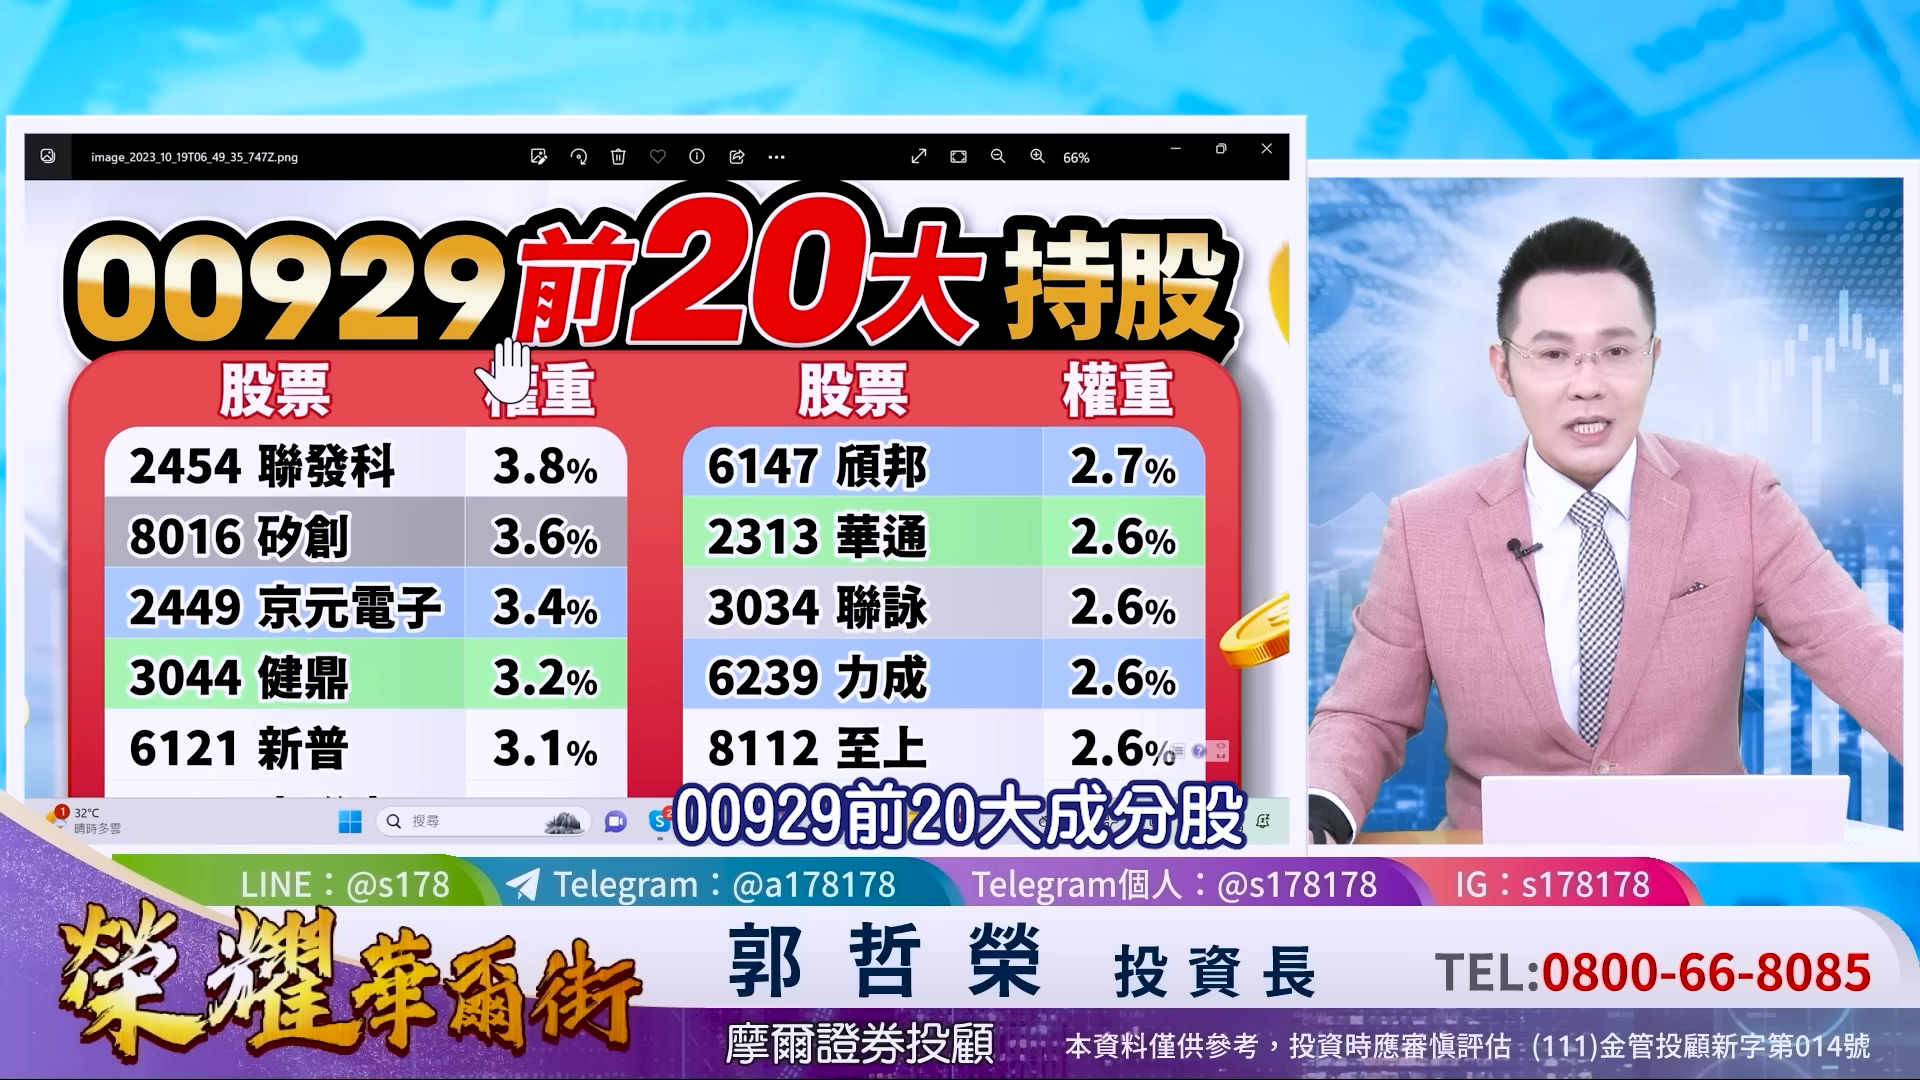 image_2023_10_19T06_49_35_747Z.png
66%
00929前20大持股
股票 權重 股票 權重
2454 聯發科 3.8% 6147 頎邦 2.7%
8016 矽創 3.6% 2313 華通 2.6%
2449 京元電子 3.4% 3034 聯詠 2.6%
3044 健鼎 3.2% 6239 力成 2.6%
6121 新普 3.1% 8112 至上 2.6%
1 32°C
晴時多雲
搜尋
00929前20大成分股
LINE：@s178 Telegram：@a178178 Telegram個人：@s178178 IG：s178178
榮耀華爾街
郭哲榮 投資長 TEL:0800-66-8085
摩爾證券投顧 本資料僅供參考，投資時應審慎評估 (111)金管投顧新字第014號